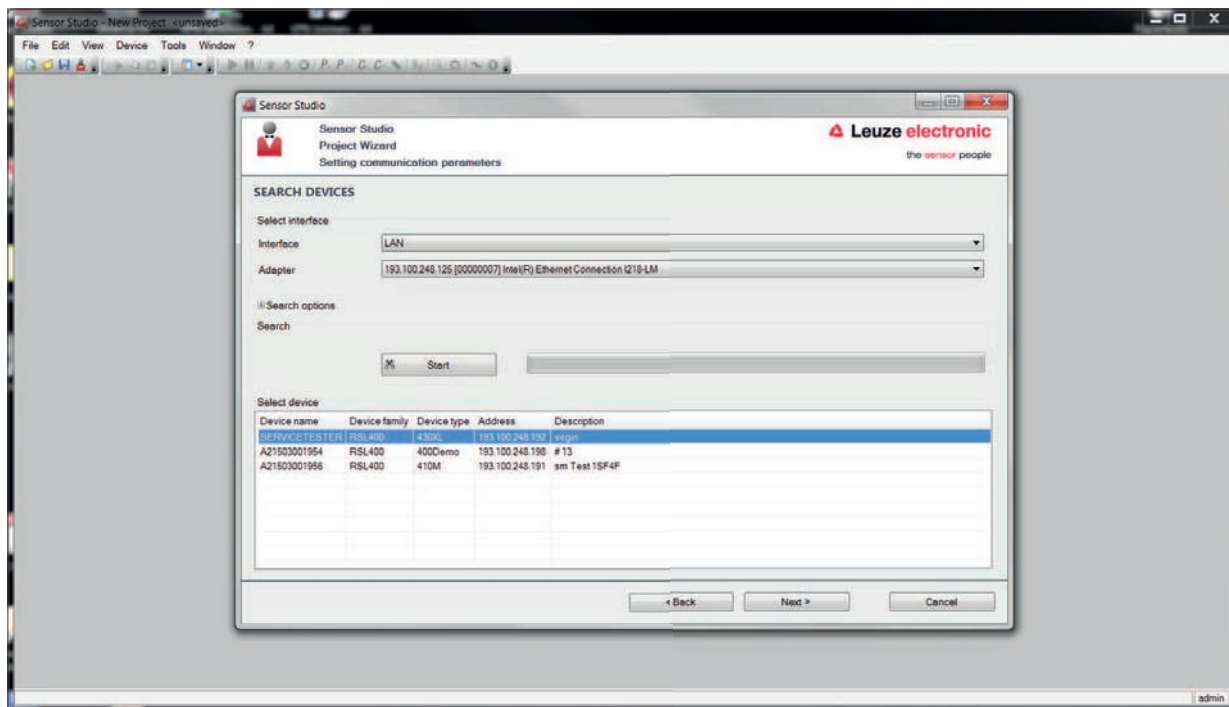 Sensor Studio - New Project <unsaved>
File Edit View Device Tools Window ?
Sensor Studio
Sensor Studio
Project Wizard
Setting communication parameters
Leuze electronic
the sensor people
SEARCH DEVICES
Select interface
Interface LAN
Adapter 193.100.248.125 [00000007] Intel(R) Ethernet Connection I218-LM
Search options
Search
Start
Select device
Device name Device family Device type Address Description
SERVICETESTER RSL400 430XL 193.100.248.192 virgin
A21503001954 RSL400 400Demo 193.100.248.198 # 13
A21503001956 RSL400 410M 193.100.248.191 sm Test 1SF4F
< Back Next > Cancel
admin